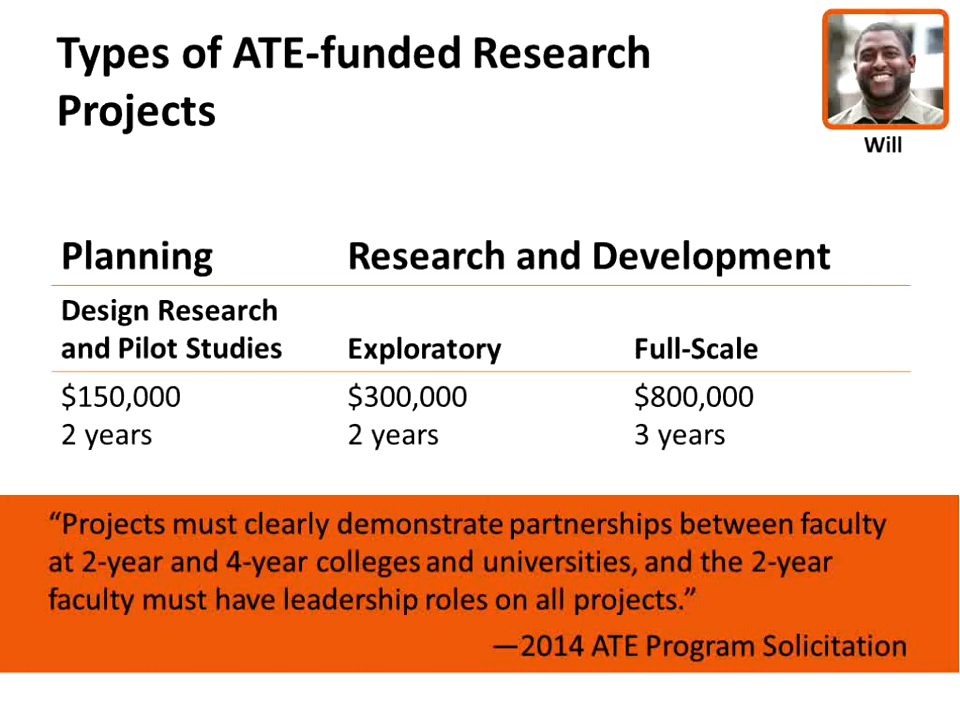 Types of ATE-funded Research
Projects
Will
Planning
Research and Development
Design Research
and Pilot Studies
Exploratory
Full-Scale
$150,000
$300,000
$800,000
2 years
2 years
3 years
“Projects must clearly demonstrate partnerships between faculty
at 2-year and 4-year colleges and universities, and the 2-year
faculty must have leadership roles on all projects.”
—2014 ATE Program Solicitation